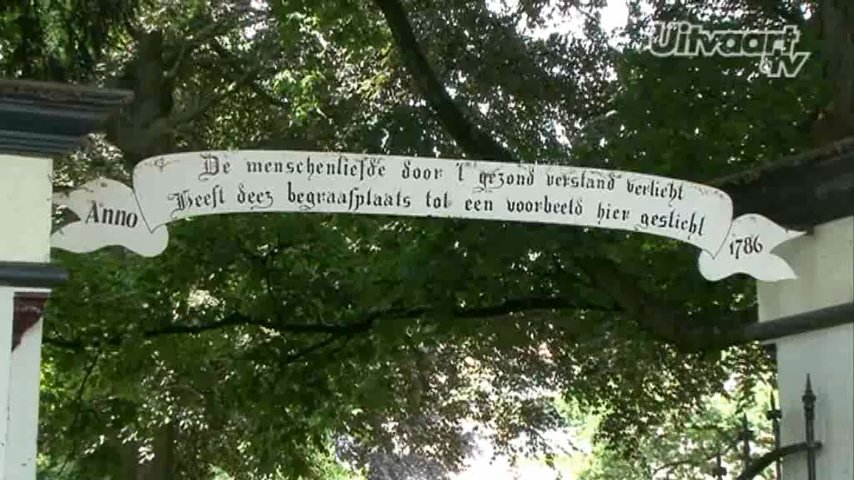 Uitvaart
TV
De menschenliefde door 't gezond verstand verlicht
Heeft deez begraafplaats tot een voorbeeld hier gesticht
Anno
1786